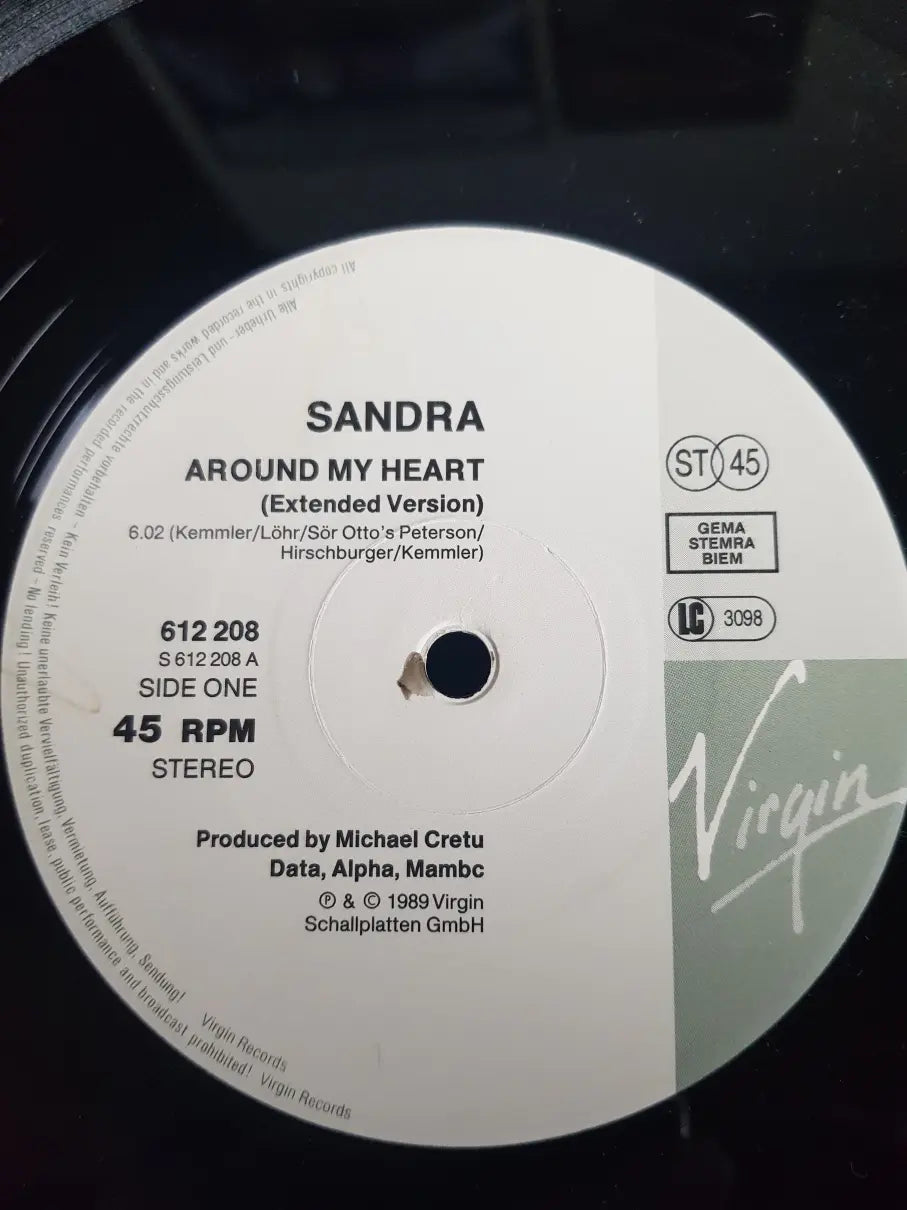 SANDRA
AROUND MY HEART
(Extended Version)
6.02 (Kemmler/Löhr/Sör Otto's Peterson/
Hirschburger/Kemmler)
ST 45
GEMA
STEMRA
BIEM
LC 3098
612 208
S 612 208 A
SIDE ONE
45 RPM
STEREO
Virgin
Produced by Michael Cretu
Data, Alpha, Mambc
℗ & © 1989 Virgin
Schallplatten GmbH
Alle Urheber- und Leistungsschutzrechte vorbehalten - Kein Verleih! Keine unerlaubte Vervielfältigung, Vermietung, Aufführung, Sendung! Virgin Records
All copyrights in the recorded works and in the recorded performances reserved - No lending! Unauthorized duplication, lease, public performance and broadcast prohibited! Virgin Records